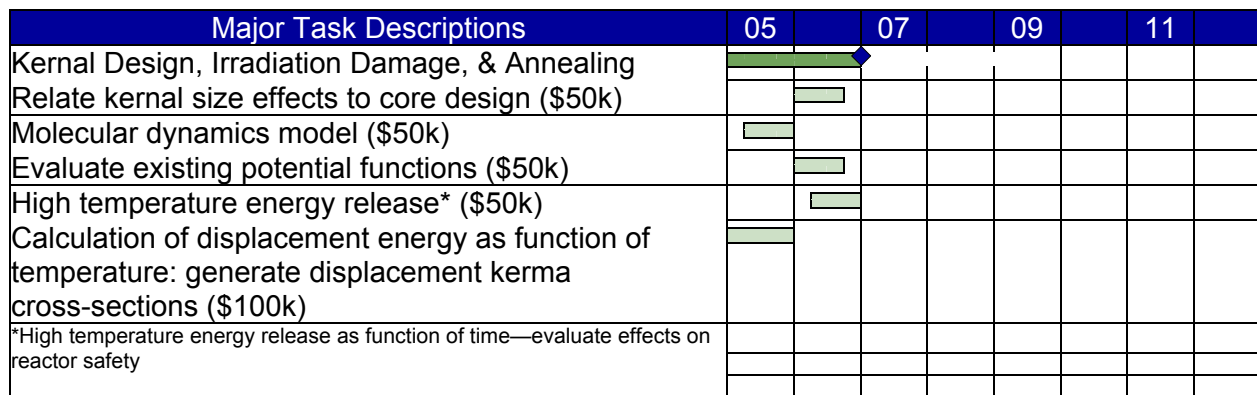 Major Task Descriptions 05 07 09 11
Kernal Design, Irradiation Damage, & Annealing
Relate kernal size effects to core design ($50k)
Molecular dynamics model ($50k)
Evaluate existing potential functions ($50k)
High temperature energy release* ($50k)
Calculation of displacement energy as function of
temperature: generate displacement kerma
cross-sections ($100k)
*High temperature energy release as function of time—evaluate effects on
reactor safety